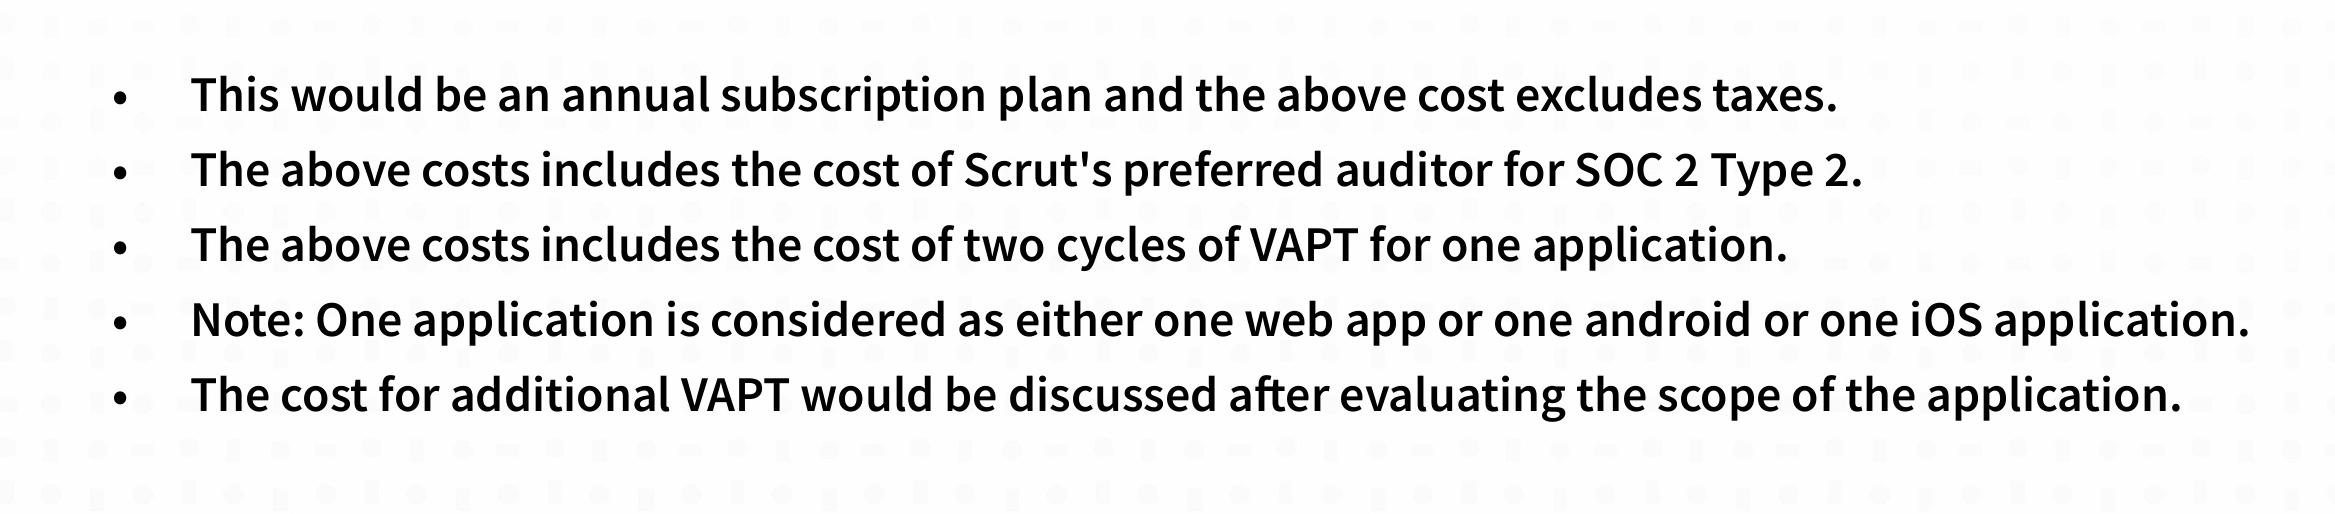 • This would be an annual subscription plan and the above cost excludes taxes.
• The above costs includes the cost of Scrut's preferred auditor for SOC 2 Type 2.
• The above costs includes the cost of two cycles of VAPT for one application.
• Note: One application is considered as either one web app or one android or one iOS application.
• The cost for additional VAPT would be discussed after evaluating the scope of the application.